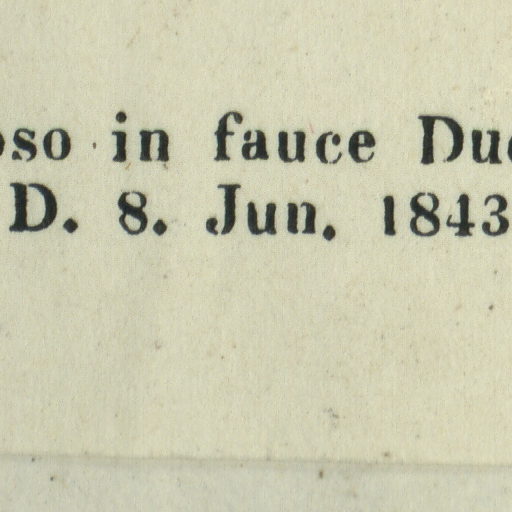 oso in fauce Du
D. 8. Jun. 1843